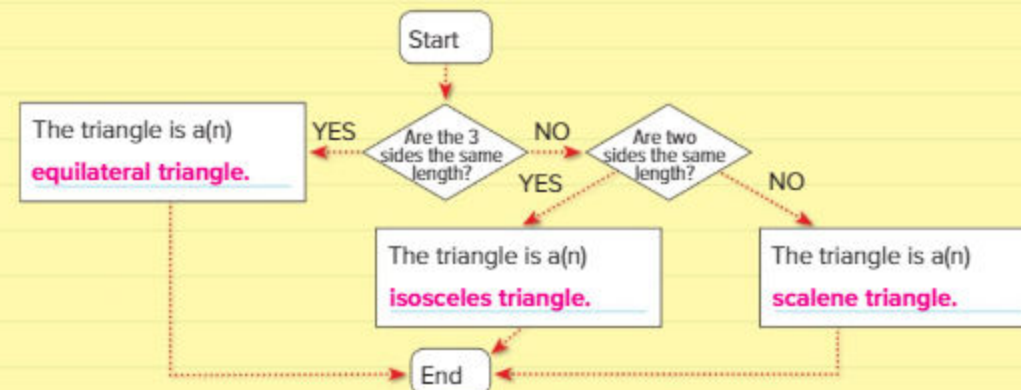 Start
The triangle is a(n)
equilateral triangle.
YES
Are the 3
sides the same
length?
NO
Are two
sides the same
length?
YES
NO
The triangle is a(n)
isosceles triangle.
The triangle is a(n)
scalene triangle.
End